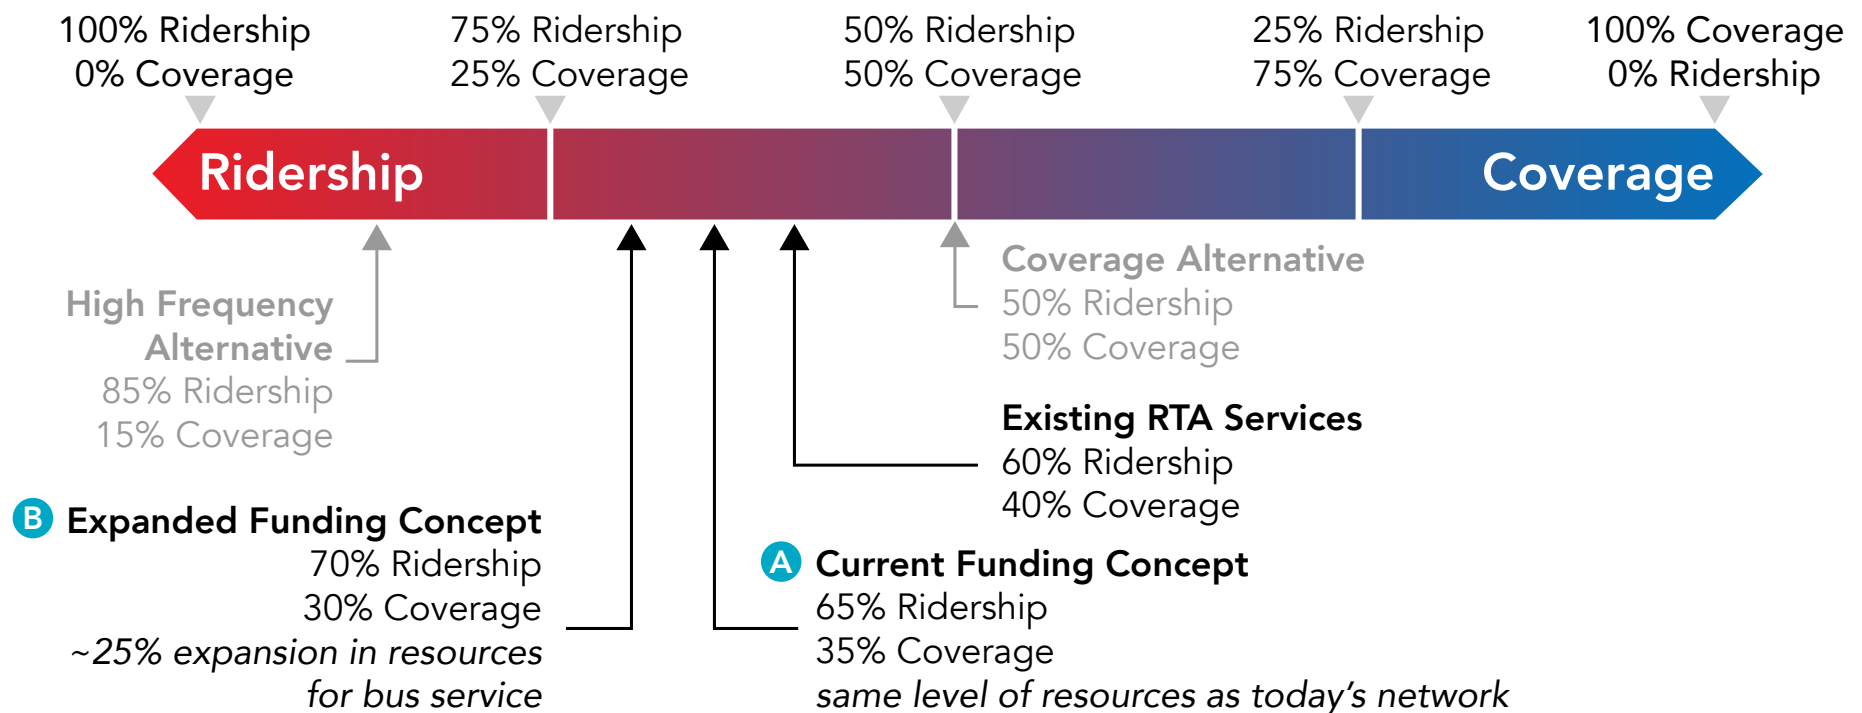 100% Ridership
0% Coverage
75% Ridership
25% Coverage
50% Ridership
50% Coverage
25% Ridership
75% Coverage
100% Coverage
0% Ridership
Ridership
Coverage
High Frequency
Alternative
85% Ridership
15% Coverage
Coverage Alternative
50% Ridership
50% Coverage
Existing RTA Services
60% Ridership
40% Coverage
B Expanded Funding Concept
70% Ridership
30% Coverage
~25% expansion in resources
for bus service
A Current Funding Concept
65% Ridership
35% Coverage
same level of resources as today’s network